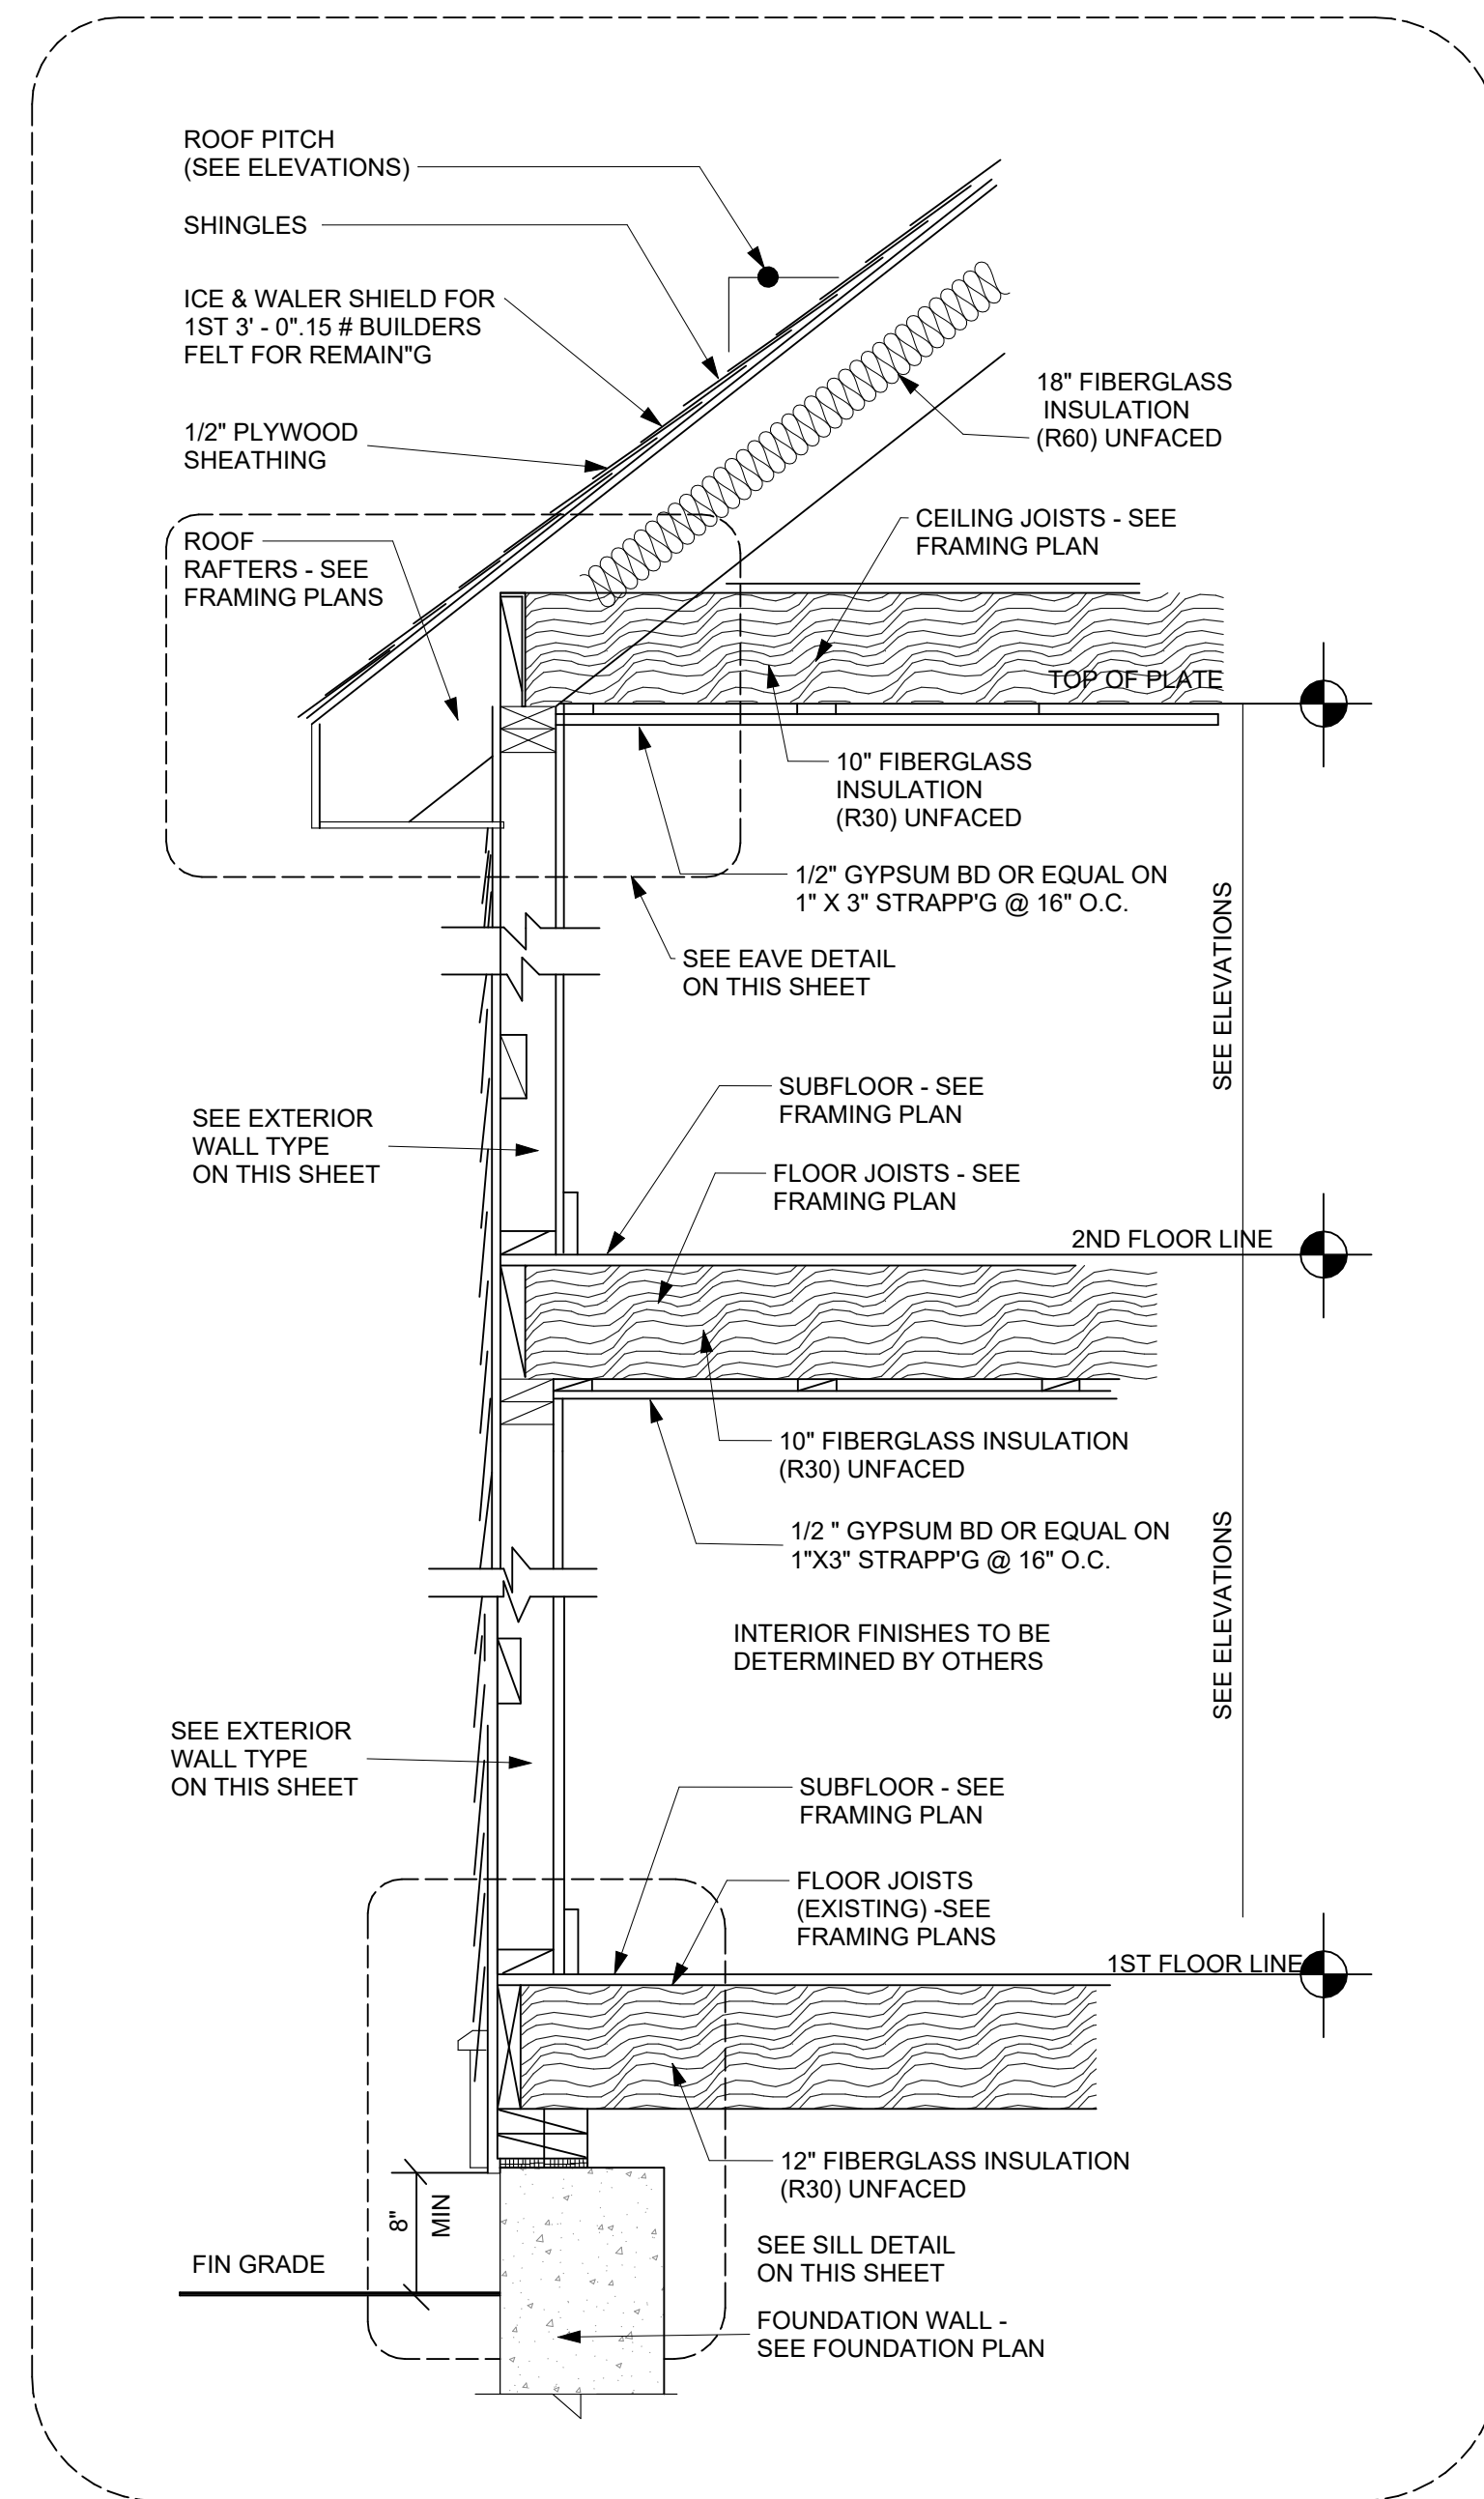 ROOF PITCH
(SEE ELEVATIONS)
SHINGLES
ICE & WALER SHIELD FOR
1ST 3' - 0".15 # BUILDERS
FELT FOR REMAIN"G
1/2" PLYWOOD
SHEATHING
ROOF
RAFTERS - SEE
FRAMING PLANS
18" FIBERGLASS
INSULATION
(R60) UNFACED
CEILING JOISTS - SEE
FRAMING PLAN
TOP OF PLATE
10" FIBERGLASS
INSULATION
(R30) UNFACED
1/2" GYPSUM BD OR EQUAL ON
1" X 3" STRAPP'G @ 16" O.C.
SEE EAVE DETAIL
ON THIS SHEET
SEE ELEVATIONS
SUBFLOOR - SEE
FRAMING PLAN
SEE EXTERIOR
WALL TYPE
ON THIS SHEET
FLOOR JOISTS - SEE
FRAMING PLAN
2ND FLOOR LINE
10" FIBERGLASS INSULATION
(R30) UNFACED
1/2 " GYPSUM BD OR EQUAL ON
1"X3" STRAPP'G @ 16" O.C.
SEE ELEVATIONS
INTERIOR FINISHES TO BE
DETERMINED BY OTHERS
SEE EXTERIOR
WALL TYPE
ON THIS SHEET
SUBFLOOR - SEE
FRAMING PLAN
FLOOR JOISTS
(EXISTING) -SEE
FRAMING PLANS
1ST FLOOR LINE
12" FIBERGLASS INSULATION
(R30) UNFACED
8"
MIN
FIN GRADE
SEE SILL DETAIL
ON THIS SHEET
FOUNDATION WALL -
SEE FOUNDATION PLAN